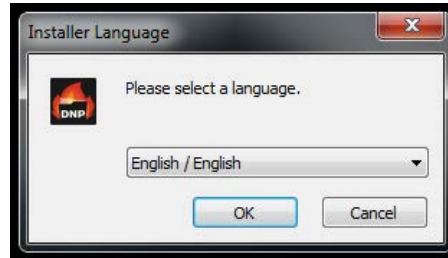 Installer Language
DNP
Please select a language.
English / English
OK
Cancel